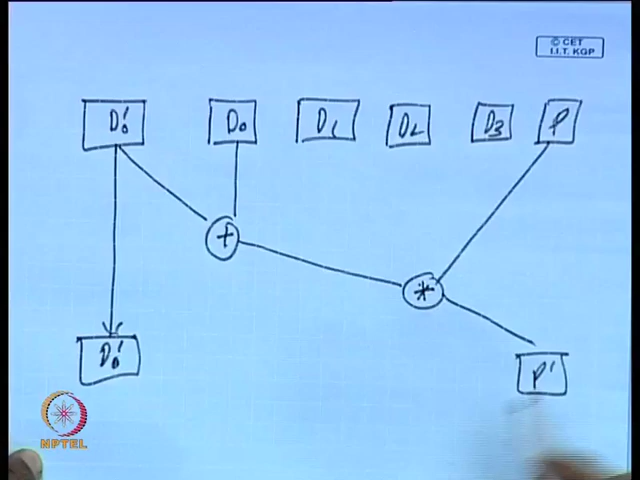 © CET
I.I.T. KGP
D₀' D₀ D₁ D₂ D₃ P
+
*
D₀'
P'
NPTEL